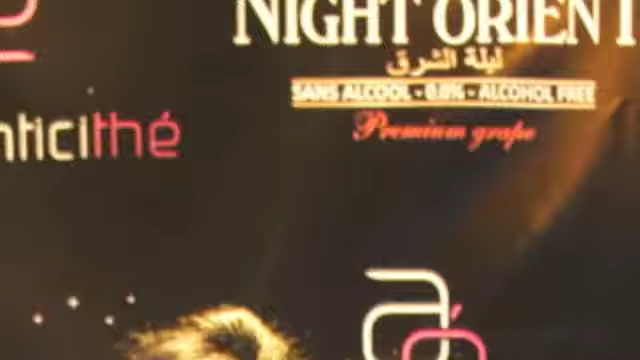 NIGHT ORIENT
ليلة الشرق
SANS ALCOOL - 0.0% - ALCOHOL FREE
Premium grape
nticithé